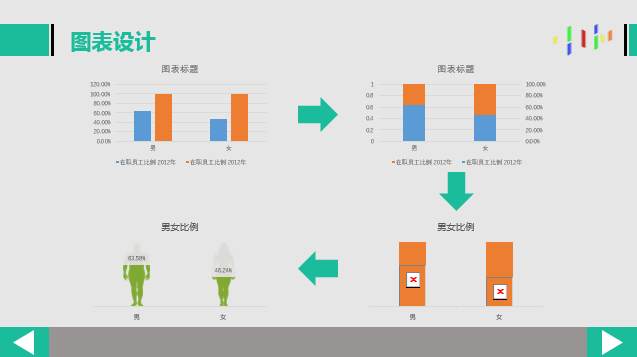 图表设计
图表标题
120.00%
100.00%
80.00%
60.00%
40.00%
20.00%
0.00%
男
女
在职员工比例 2012年
在职员工比例 2012年
图表标题
1
0.8
0.6
0.4
0.2
0
100.00%
80.00%
60.00%
40.00%
20.00%
0.00%
男
女
在职员工比例 2012年
在职员工比例 2012年
男女比例
63.58%
46.24%
男
女
男女比例
男
女